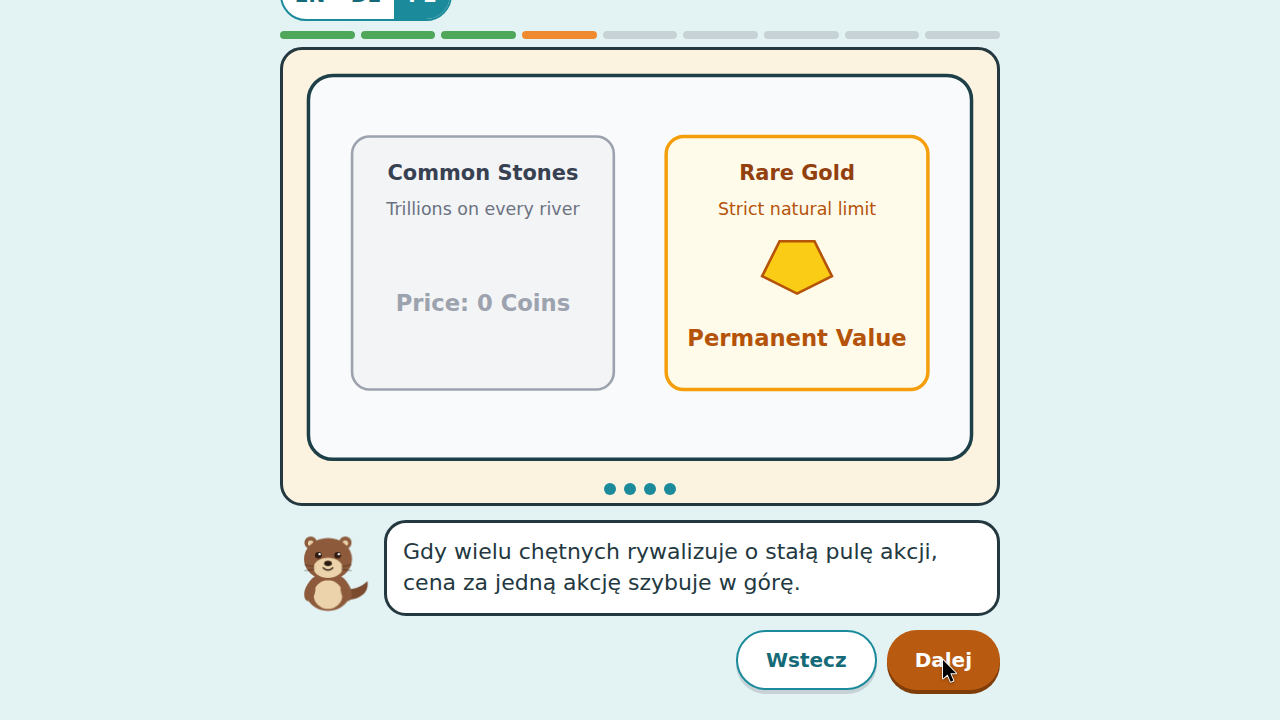 Common Stones
Trillions on every river
Price: 0 Coins
Rare Gold
Strict natural limit
Permanent Value
Gdy wielu chętnych rywalizuje o stałą pulę akcji,
cena za jedną akcję szybuje w górę.
Wstecz
Dalej